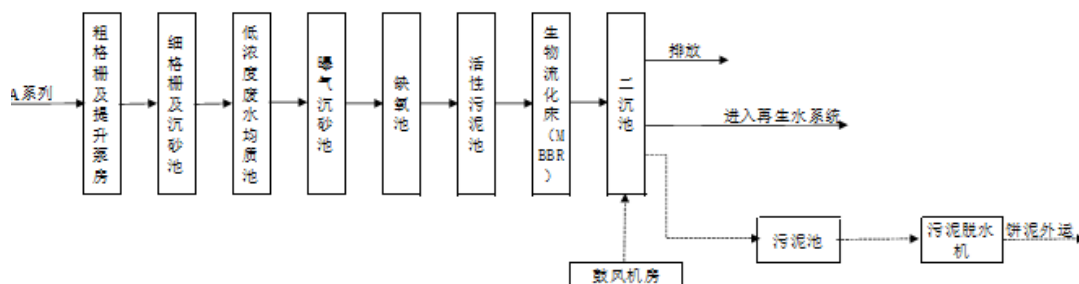 A系列
粗格栅及提升泵房
细格栅及沉砂池
低浓度废水均质池
曝气沉砂池
缺氧池
活性污泥池
生物流化床（MBBR）
二沉池
排放
进入再生水系统
污泥池
污泥脱水机
饼泥外运
鼓风机房